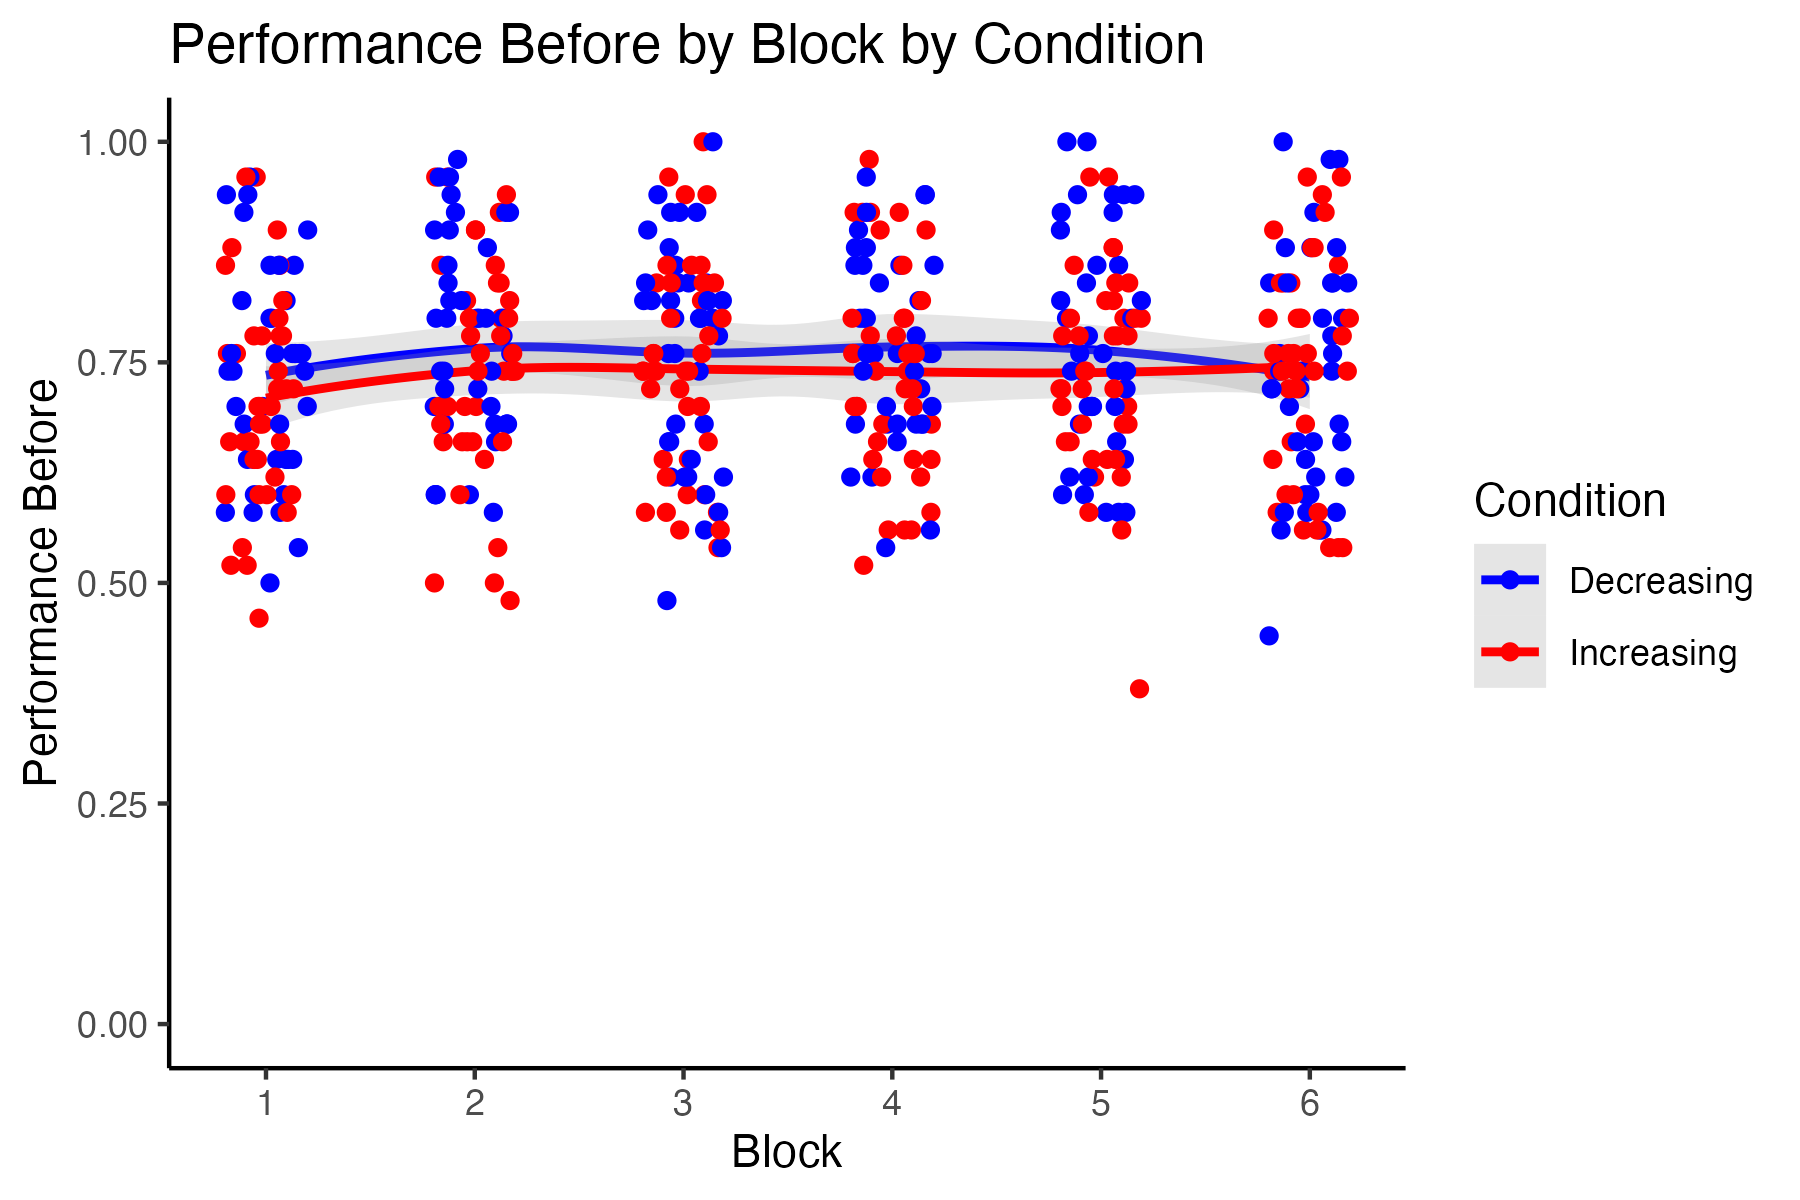 Performance Before by Block by Condition
Performance Before
1.00
0.75
0.50
0.25
0.00
1 2 3 4 5 6
Block
Condition
Decreasing
Increasing